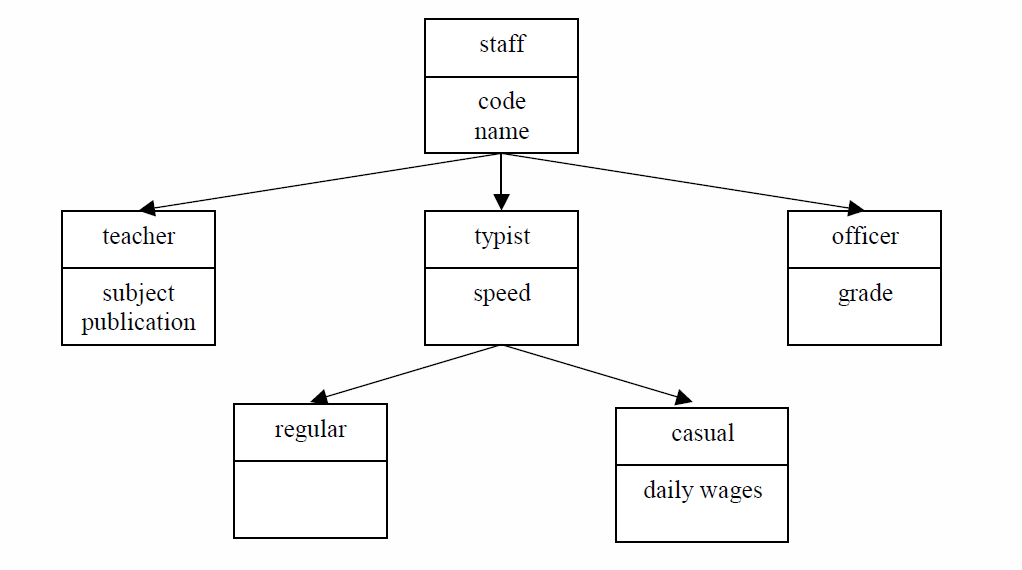 staff
code
name
teacher
subject
publication
typist
speed
officer
grade
regular
casual
daily wages